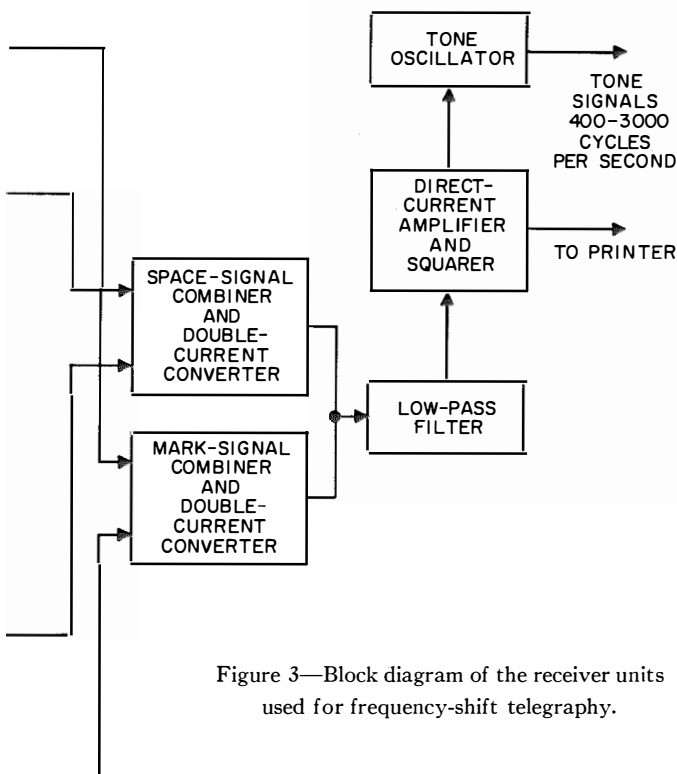 TONE
OSCILLATOR
TONE
SIGNALS
400-3000
CYCLES
PER SECOND
DIRECT-
CURRENT
AMPLIFIER
AND
SQUARER
TO PRINTER
SPACE-SIGNAL
COMBINER
AND
DOUBLE-
CURRENT
CONVERTER
LOW-PASS
FILTER
MARK-SIGNAL
COMBINER
AND
DOUBLE-
CURRENT
CONVERTER
Figure 3—Block diagram of the receiver units
used for frequency-shift telegraphy.